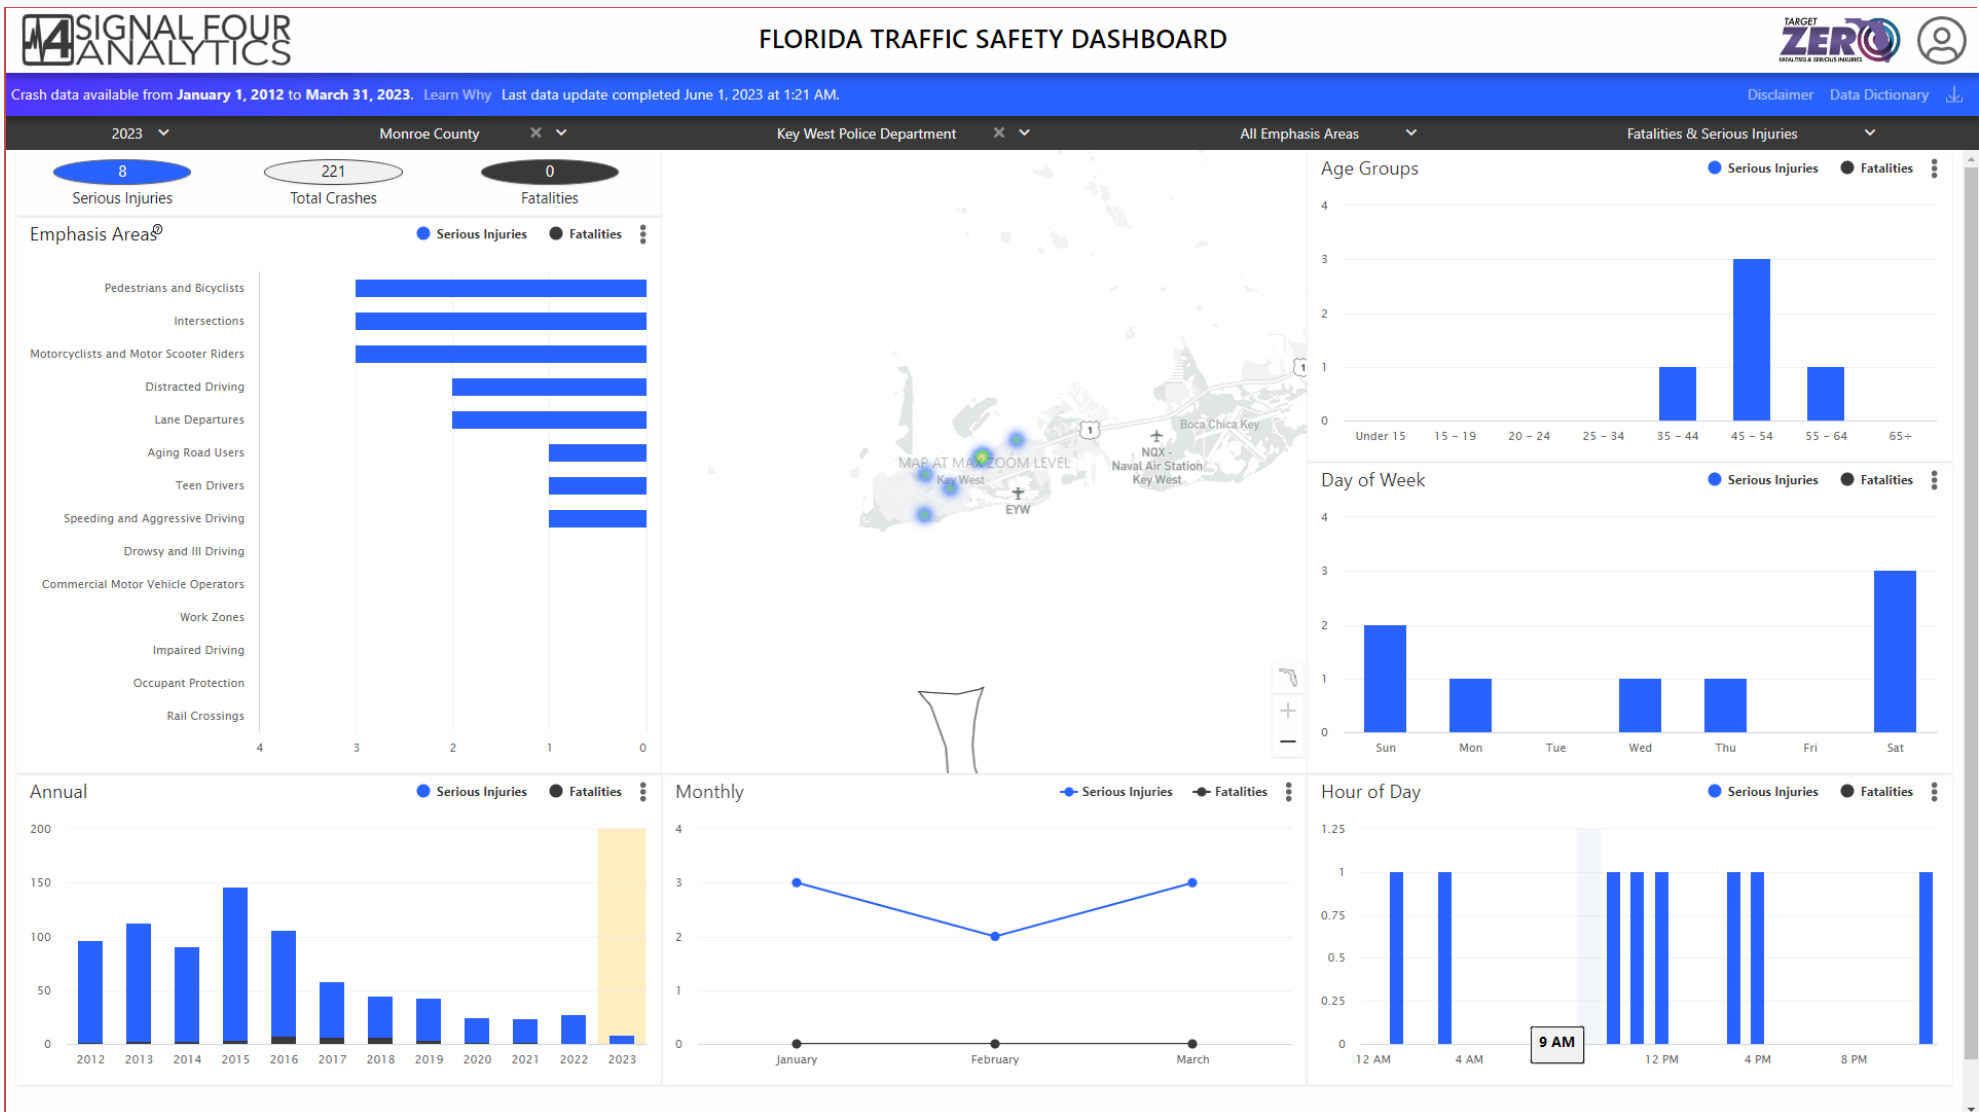 4 SIGNAL FOUR
ANALYTICS
FLORIDA TRAFFIC SAFETY DASHBOARD
TARGET
ZERO
FATALITIES & SERIOUS INJURIES
Crash data available from January 1, 2012 to March 31, 2023. Learn Why Last data update completed June 1, 2023 at 1:21 AM.
Disclaimer Data Dictionary
2023 Monroe County Key West Police Department All Emphasis Areas Fatalities & Serious Injuries
8 221 0
Serious Injuries Total Crashes Fatalities
Emphasis Areas Serious Injuries Fatalities
Pedestrians and Bicyclists
Intersections
Motorcyclists and Motor Scooter Riders
Distracted Driving
Lane Departures
Aging Road Users
Teen Drivers
Speeding and Aggressive Driving
Drowsy and Ill Driving
Commercial Motor Vehicle Operators
Work Zones
Impaired Driving
Occupant Protection
Rail Crossings
4 3 2 1 0
1
1
Boca Chica Key
NQX -
Naval Air Station
Key West
MAP AT MAX ZOOM LEVEL
Key West
EYW
Age Groups Serious Injuries Fatalities
4
3
2
1
0
Under 15 15 - 19 20 - 24 25 - 34 35 - 44 45 - 54 55 - 64 65+
Day of Week Serious Injuries Fatalities
4
3
2
1
0
Sun Mon Tue Wed Thu Fri Sat
Annual Serious Injuries Fatalities
200
150
100
50
0
2012 2013 2014 2015 2016 2017 2018 2019 2020 2021 2022 2023
Monthly Serious Injuries Fatalities
4
3
2
1
0
January February March
Hour of Day Serious Injuries Fatalities
1.25
1
0.75
0.5
0.25
0
9 AM
12 AM 4 AM 12 PM 4 PM 8 PM